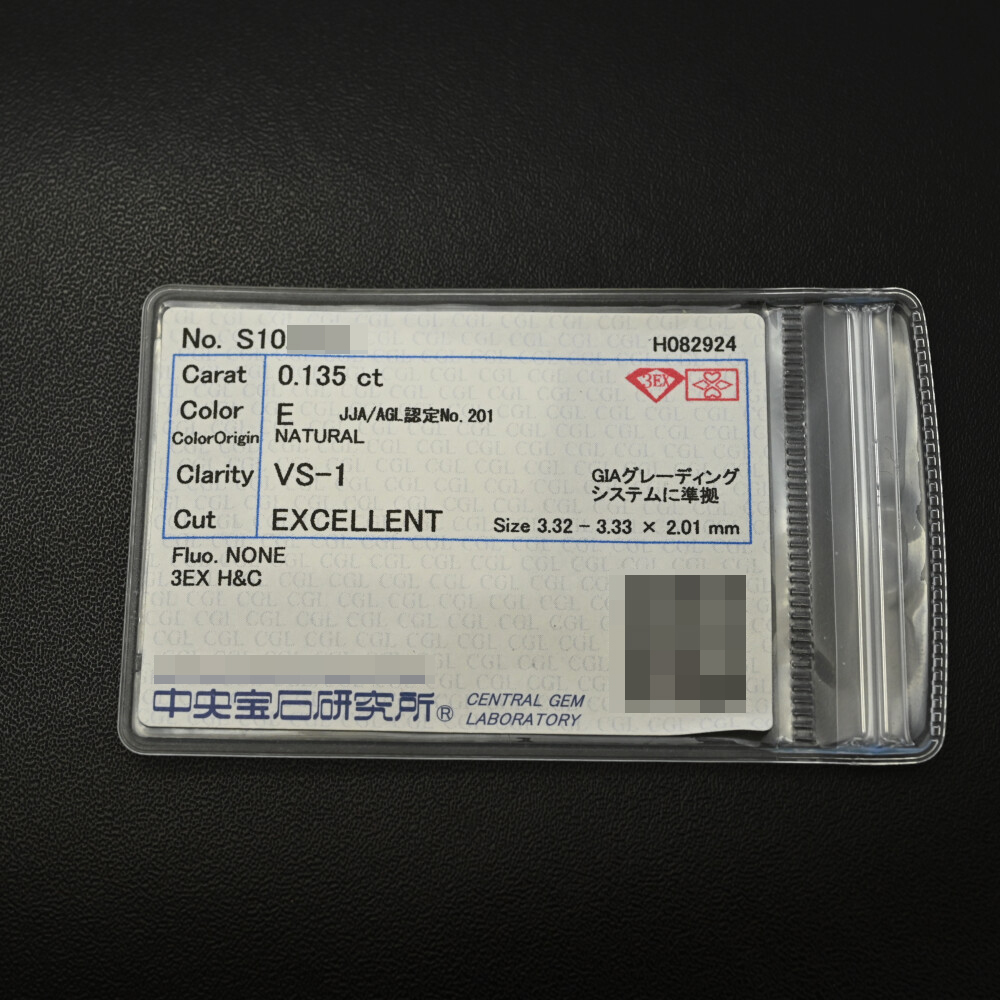 No. S10
H082924
Carat 0.135 ct
3EX
Color E JJA/AGL認定No. 201
ColorOrigin NATURAL
Clarity VS-1
GIAグレーディング
システムに準拠
Cut EXCELLENT Size 3.32 - 3.33 × 2.01 mm
Fluo. NONE
3EX H&C
中央宝石研究所® CENTRAL GEM
LABORATORY